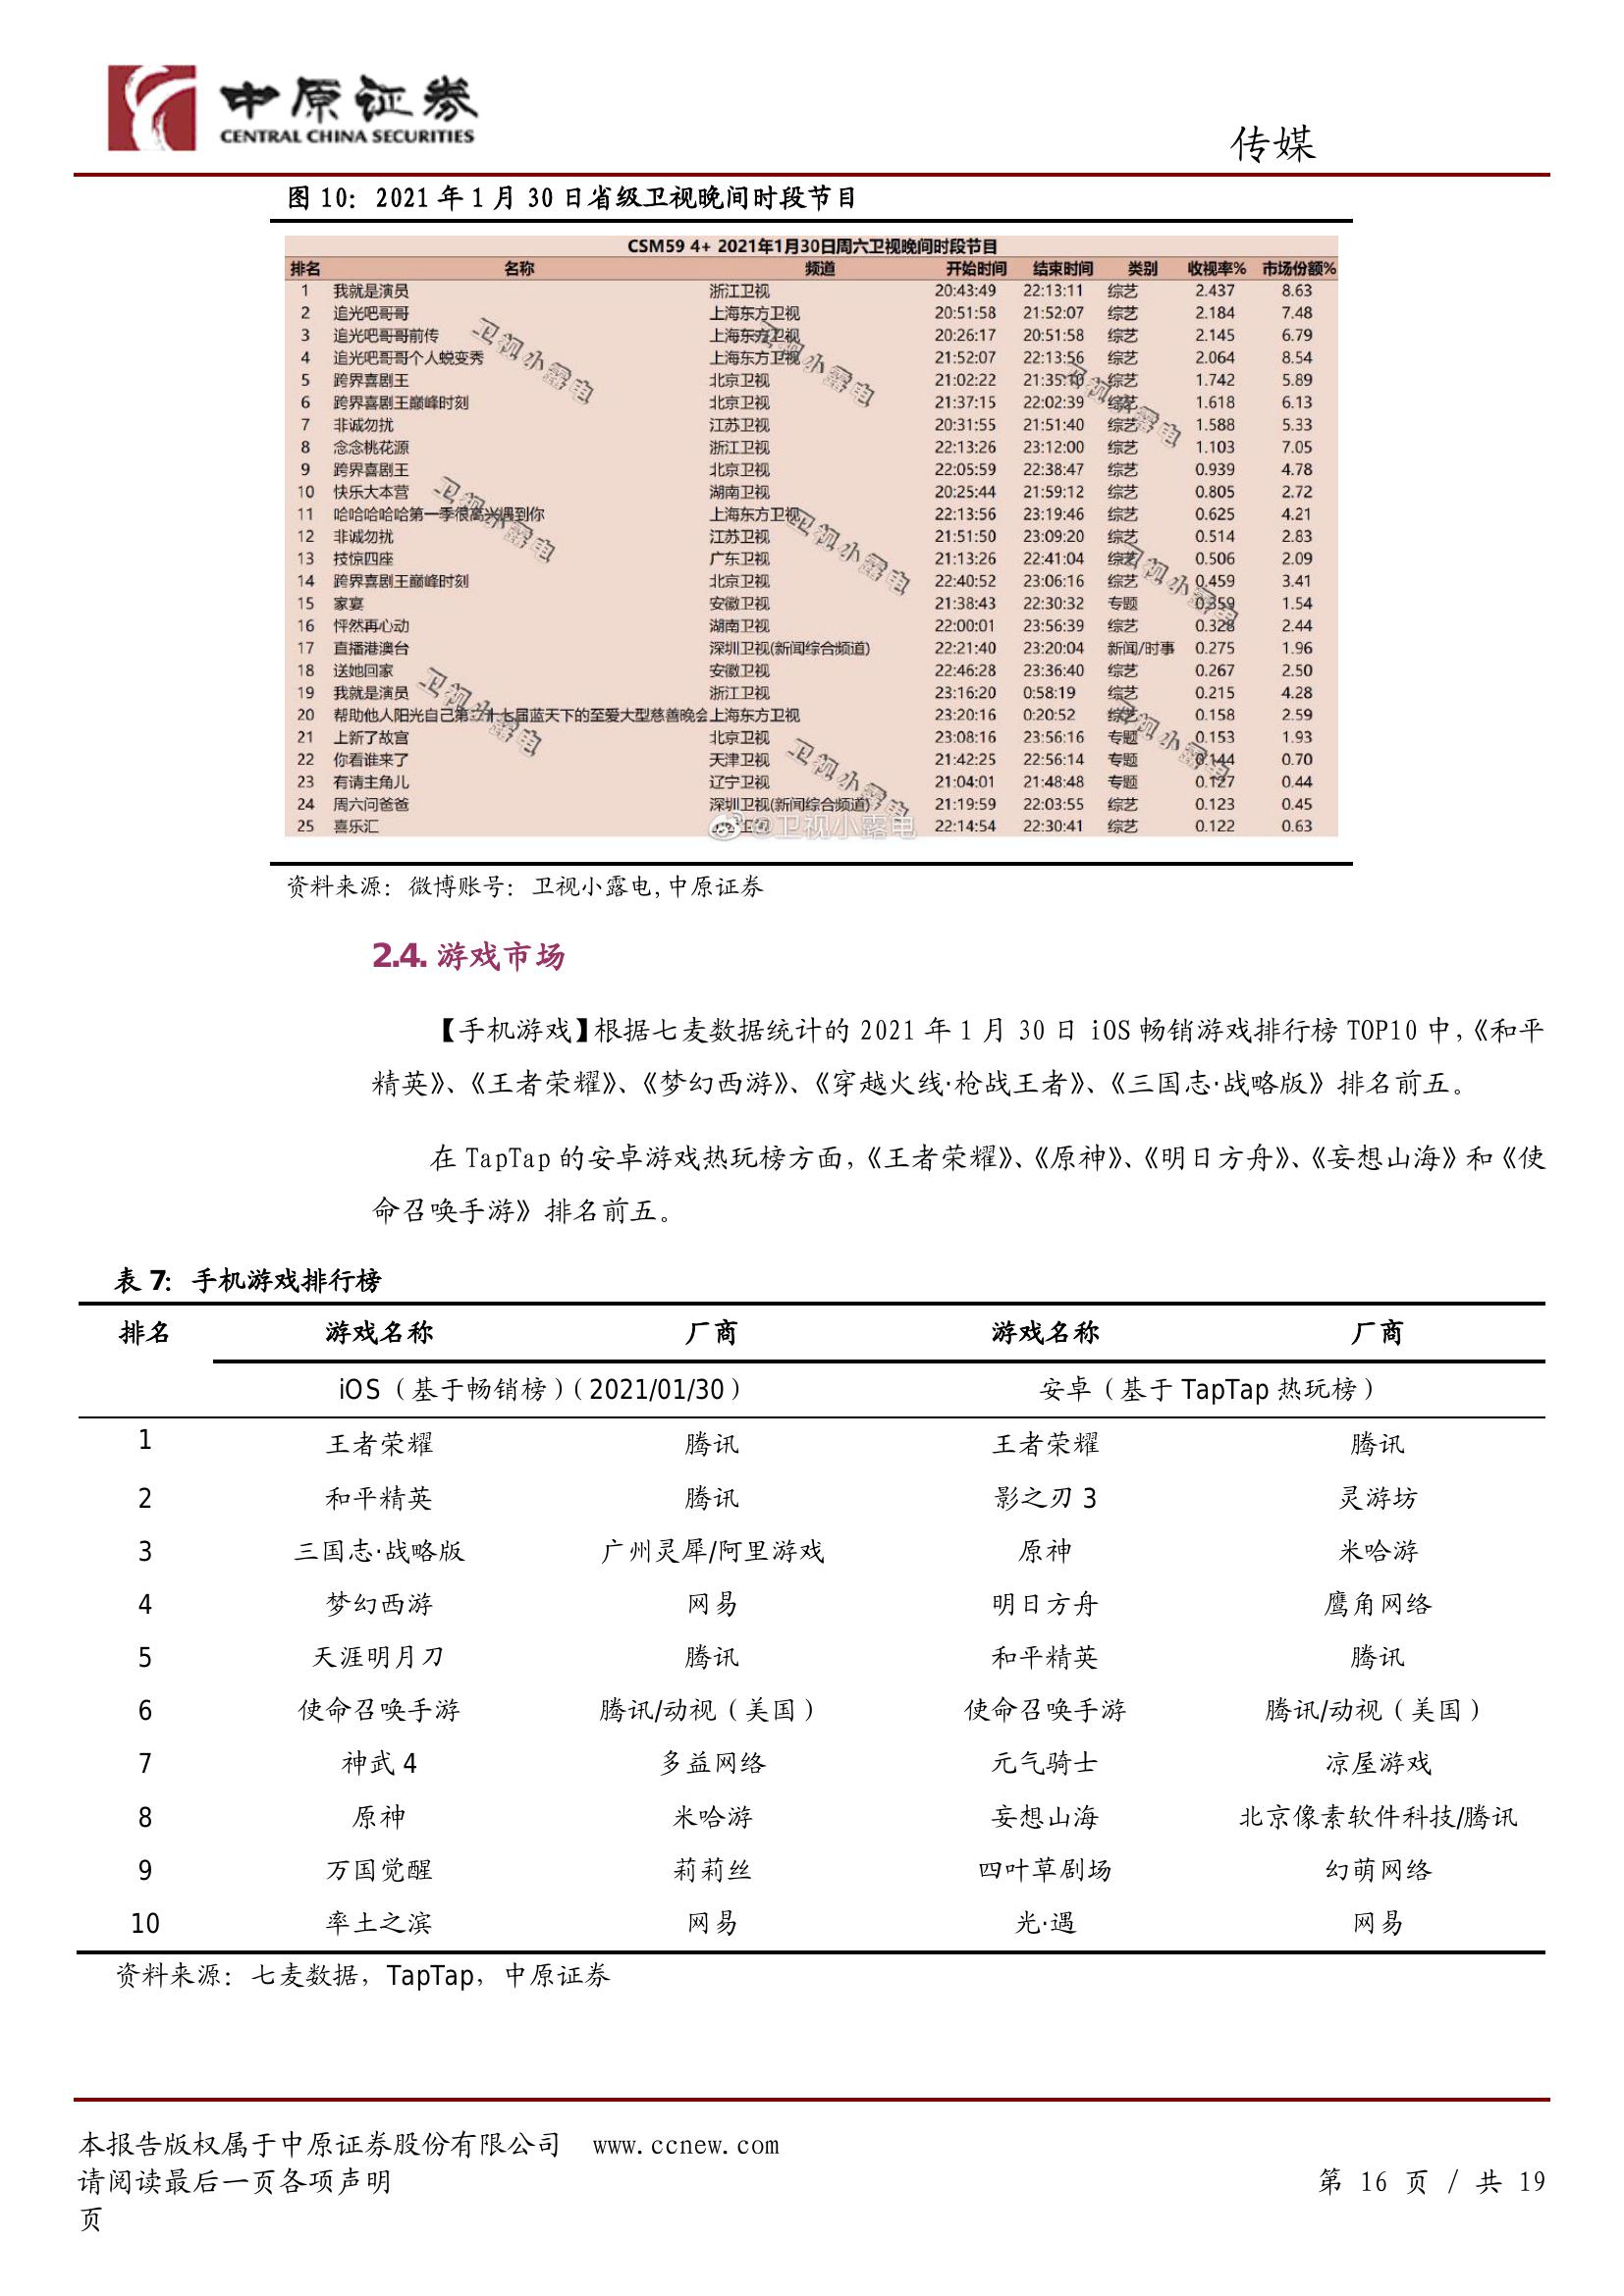 中原证券
CENTRAL CHINA SECURITIES
传媒
图 10：2021 年 1 月 30 日省级卫视晚间时段节目
CSM59 4+ 2021年1月30日周六卫视晚间时段节目
排名 名称 频道 开始时间 结束时间 类别 收视率% 市场份额%
1 我就是演员 浙江卫视 20:43:49 22:13:11 综艺 2.437 8.63
2 追光吧哥哥 上海东方卫视 20:51:58 21:52:07 综艺 2.184 7.48
3 追光吧哥哥前传 上海东方卫视 20:26:17 20:51:58 综艺 2.145 6.79
4 追光吧哥哥个人蜕变秀 上海东方卫视 21:52:07 22:13:56 综艺 2.064 8.54
5 跨界喜剧王 北京卫视 21:02:22 21:35:10 综艺 1.742 5.89
6 跨界喜剧王巅峰时刻 北京卫视 21:37:15 22:02:39 综艺 1.618 6.13
7 非诚勿扰 江苏卫视 20:31:55 21:51:40 综艺 1.588 5.33
8 念念桃花源 浙江卫视 22:13:26 23:12:00 综艺 1.103 7.05
9 跨界喜剧王 北京卫视 22:05:59 22:38:47 综艺 0.939 4.78
10 快乐大本营 湖南卫视 20:25:44 21:59:12 综艺 0.805 2.72
11 哈哈哈哈哈第一季很高兴遇到你 上海东方卫视 22:13:56 23:19:46 综艺 0.625 4.21
12 非诚勿扰 江苏卫视 21:51:50 23:09:20 综艺 0.514 2.83
13 技惊四座 广东卫视 21:13:26 22:41:04 综艺 0.506 2.09
14 跨界喜剧王巅峰时刻 北京卫视 22:40:52 23:06:16 综艺 0.459 3.41
15 家宴 安徽卫视 21:38:43 22:30:32 专题 0.359 1.54
16 怦然再心动 湖南卫视 22:00:01 23:56:39 综艺 0.328 2.44
17 直播港澳台 深圳卫视(新闻综合频道) 22:21:40 23:20:04 新闻/时事 0.275 1.96
18 送她回家 安徽卫视 22:46:28 23:36:40 综艺 0.267 2.50
19 我就是演员 浙江卫视 23:16:20 0:58:19 综艺 0.215 4.28
20 帮助他人阳光自己第二十七届蓝天下的至爱大型慈善晚会 上海东方卫视 23:20:16 0:20:52 综艺 0.158 2.59
21 上新了故宫 北京卫视 23:08:16 23:56:16 专题 0.153 1.93
22 你看谁来了 天津卫视 21:42:25 22:56:14 专题 0.144 0.70
23 有请主角儿 辽宁卫视 21:04:01 21:48:48 专题 0.127 0.44
24 周六问爸爸 深圳卫视(新闻综合频道) 21:19:59 22:03:55 综艺 0.123 0.45
25 喜乐汇 卫视 22:14:54 22:30:41 综艺 0.122 0.63
@卫视小露电
资料来源：微博账号：卫视小露电,中原证券
2.4. 游戏市场
【手机游戏】根据七麦数据统计的 2021 年 1 月 30 日 iOS 畅销游戏排行榜 TOP10 中，《和平
精英》、《王者荣耀》、《梦幻西游》、《穿越火线·枪战王者》、《三国志·战略版》排名前五。
在 TapTap 的安卓游戏热玩榜方面，《王者荣耀》、《原神》、《明日方舟》、《妄想山海》和《使
命召唤手游》排名前五。
表 7：手机游戏排行榜
排名 游戏名称 厂商 游戏名称 厂商
iOS（基于畅销榜）（2021/01/30） 安卓（基于 TapTap 热玩榜）
1 王者荣耀 腾讯 王者荣耀 腾讯
2 和平精英 腾讯 影之刃 3 灵游坊
3 三国志·战略版 广州灵犀/阿里游戏 原神 米哈游
4 梦幻西游 网易 明日方舟 鹰角网络
5 天涯明月刀 腾讯 和平精英 腾讯
6 使命召唤手游 腾讯/动视（美国） 使命召唤手游 腾讯/动视（美国）
7 神武 4 多益网络 元气骑士 凉屋游戏
8 原神 米哈游 妄想山海 北京像素软件科技/腾讯
9 万国觉醒 莉莉丝 四叶草剧场 幻萌网络
10 率土之滨 网易 光·遇 网易
资料来源：七麦数据，TapTap，中原证券
本报告版权属于中原证券股份有限公司 www.ccnew.com
请阅读最后一页各项声明 第 16 页 / 共 19
页